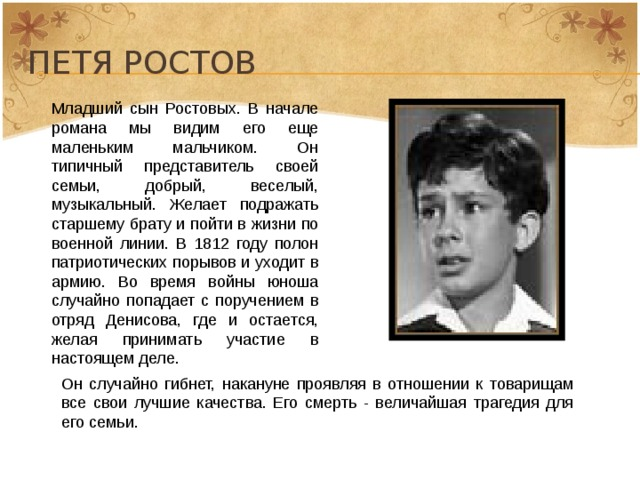 ПЕТЯ РОСТОВ
Младший сын Ростовых. В начале
романа мы видим его еще
маленьким мальчиком. Он
типичный представитель своей
семьи, добрый, веселый,
музыкальный. Желает подражать
старшему брату и пойти в жизни по
военной линии. В 1812 году полон
патриотических порывов и уходит в
армию. Во время войны юноша
случайно попадает с поручением в
отряд Денисова, где и остается,
желая принимать участие в
настоящем деле.
Он случайно гибнет, накануне проявляя в отношении к товарищам
все свои лучшие качества. Его смерть - величайшая трагедия для
его семьи.